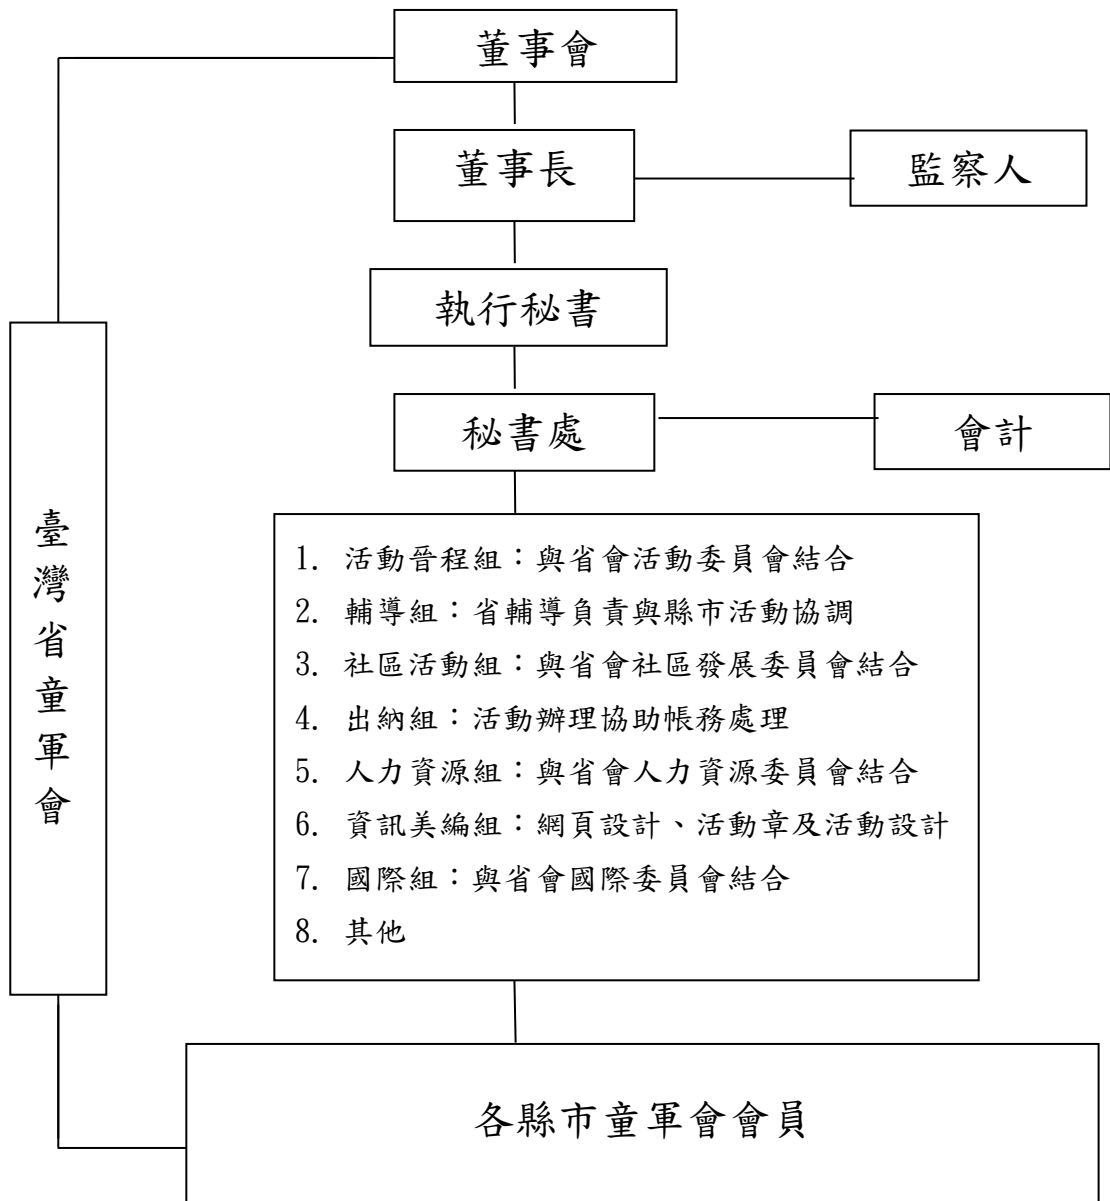 董事會
董事長
監察人
執行秘書
秘書處
會計
臺灣省童軍會
1. 活動晉程組：與省會活動委員會結合
2. 輔導組：省輔導負責與縣市活動協調
3. 社區活動組：與省會社區發展委員會結合
4. 出納組：活動辦理協助帳務處理
5. 人力資源組：與省會人力資源委員會結合
6. 資訊美編組：網頁設計、活動章及活動設計
7. 國際組：與省會國際委員會結合
8. 其他
各縣市童軍會會員